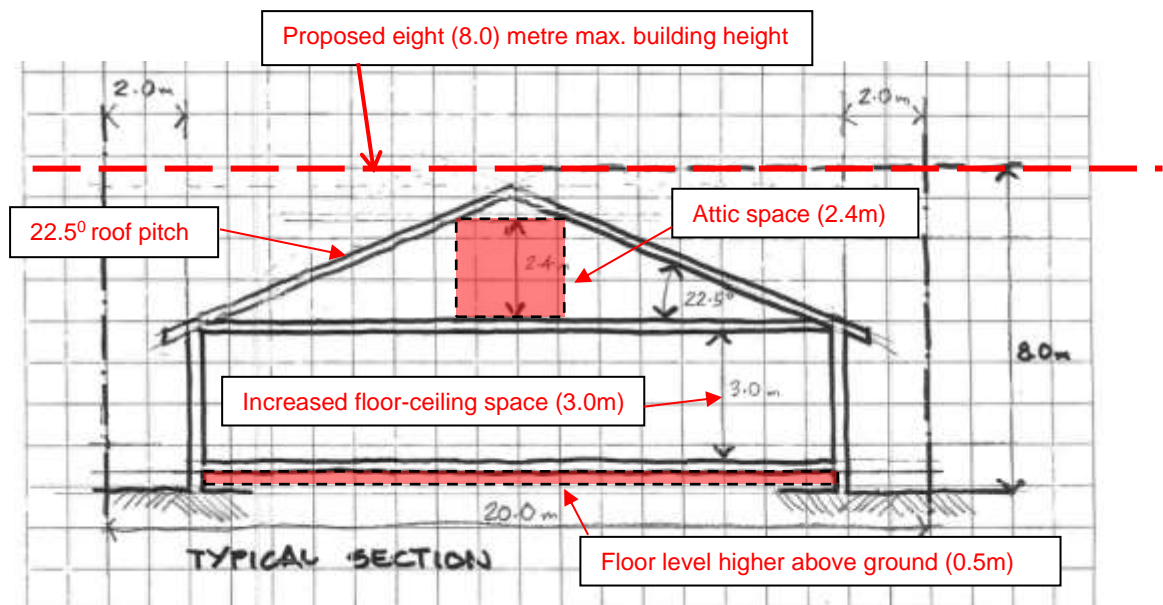 Proposed eight (8.0) metre max. building height
2.0m
2.0m
22.5⁰ roof pitch
Attic space (2.4m)
2.4m
22.5°
8.0m
Increased floor-ceiling space (3.0m)
3.0m
20.0m
TYPICAL SECTION
Floor level higher above ground (0.5m)